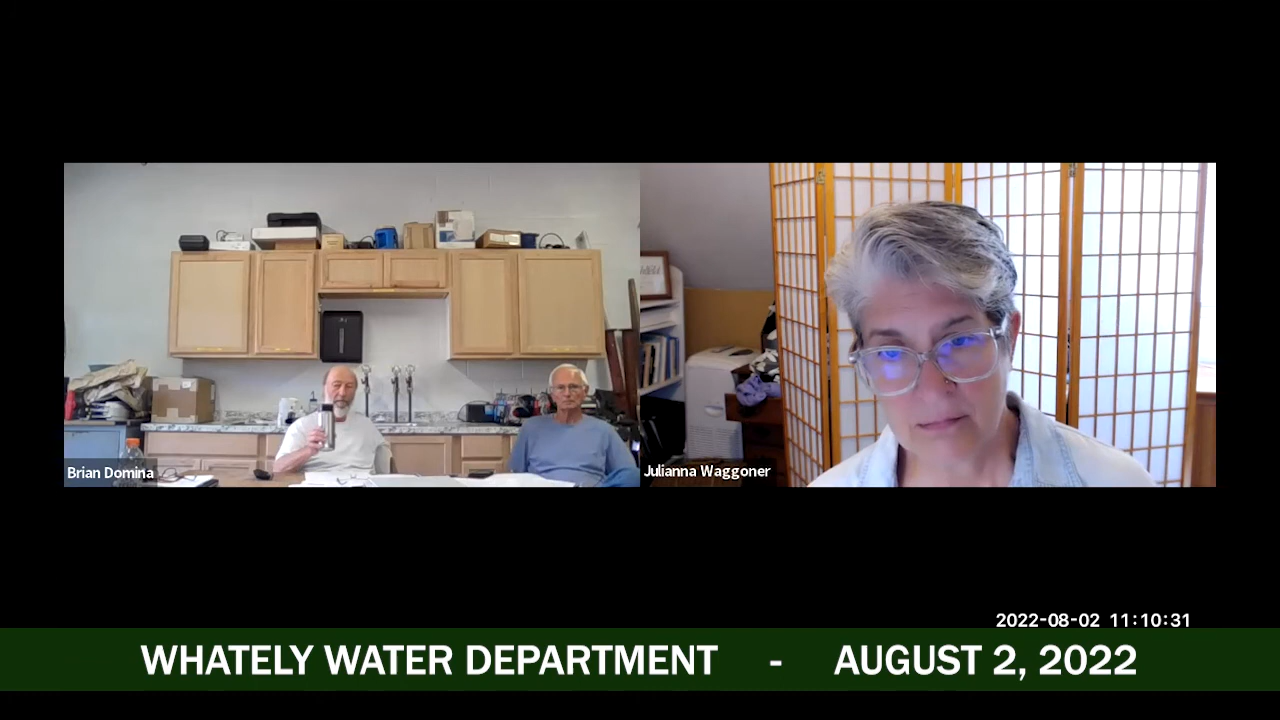 Brian Domina
Julianna Waggoner
2022-08-02 11:10:31
WHATELY WATER DEPARTMENT - AUGUST 2, 2022